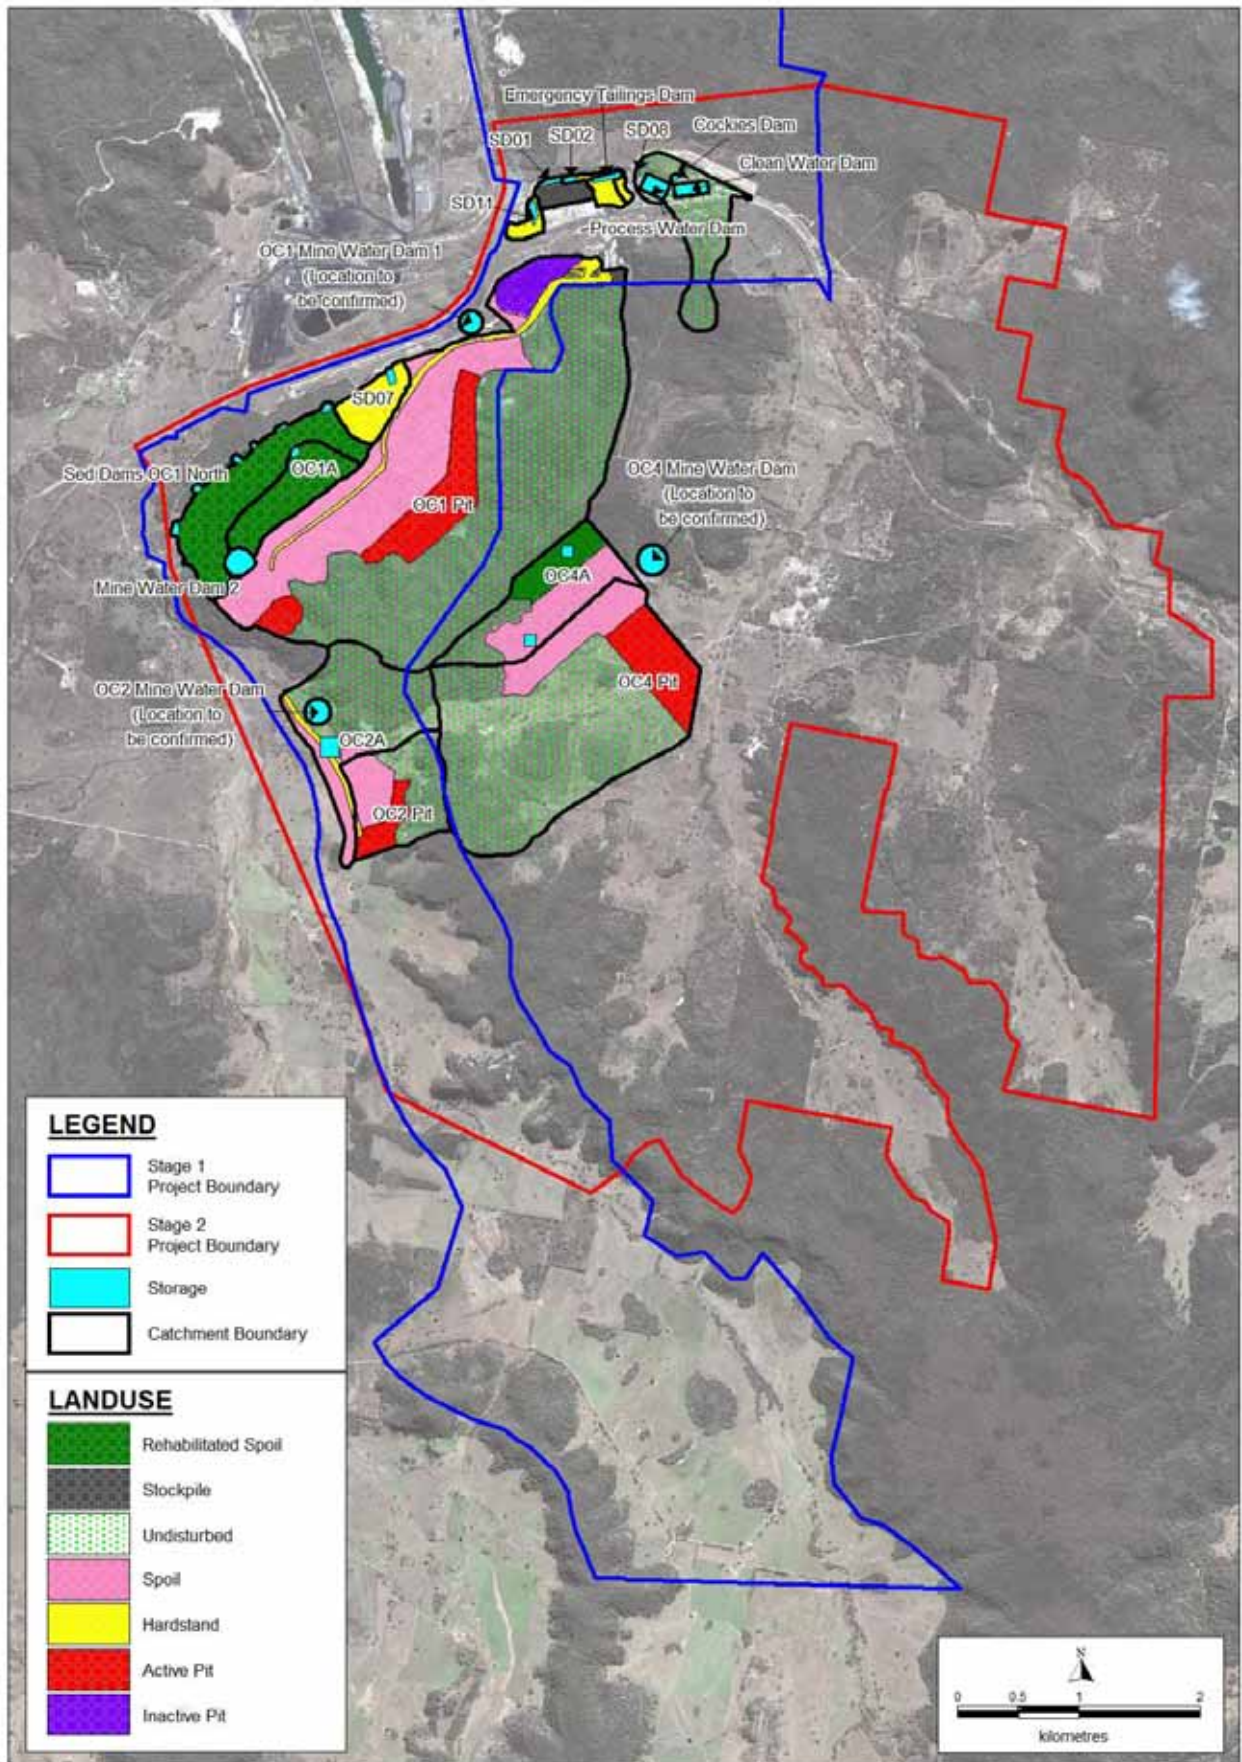 Emergency Tailings Dam
SD01
SD02
SD08
Cockies Dam
Clean Water Dam
SD11
Process Water Dam
OC1 Mine Water Dam 1
(Location to
be confirmed)
SD07
Sed Dams OC1 North
OC1A
OC1 Pit
OC4 Mine Water Dam
(Location to
be confirmed)
Mine Water Dam 2
OC4A
OC4 Pit
OC2 Mine Water Dam
(Location to
be confirmed)
OC2A
OC2 Pit
LEGEND
Stage 1
Project Boundary
Stage 2
Project Boundary
Storage
Catchment Boundary
LANDUSE
Rehabilitated Spoil
Stockpile
Undisturbed
Spoil
Hardstand
Active Pit
Inactive Pit
N
0 0.5 1 2
kilometres